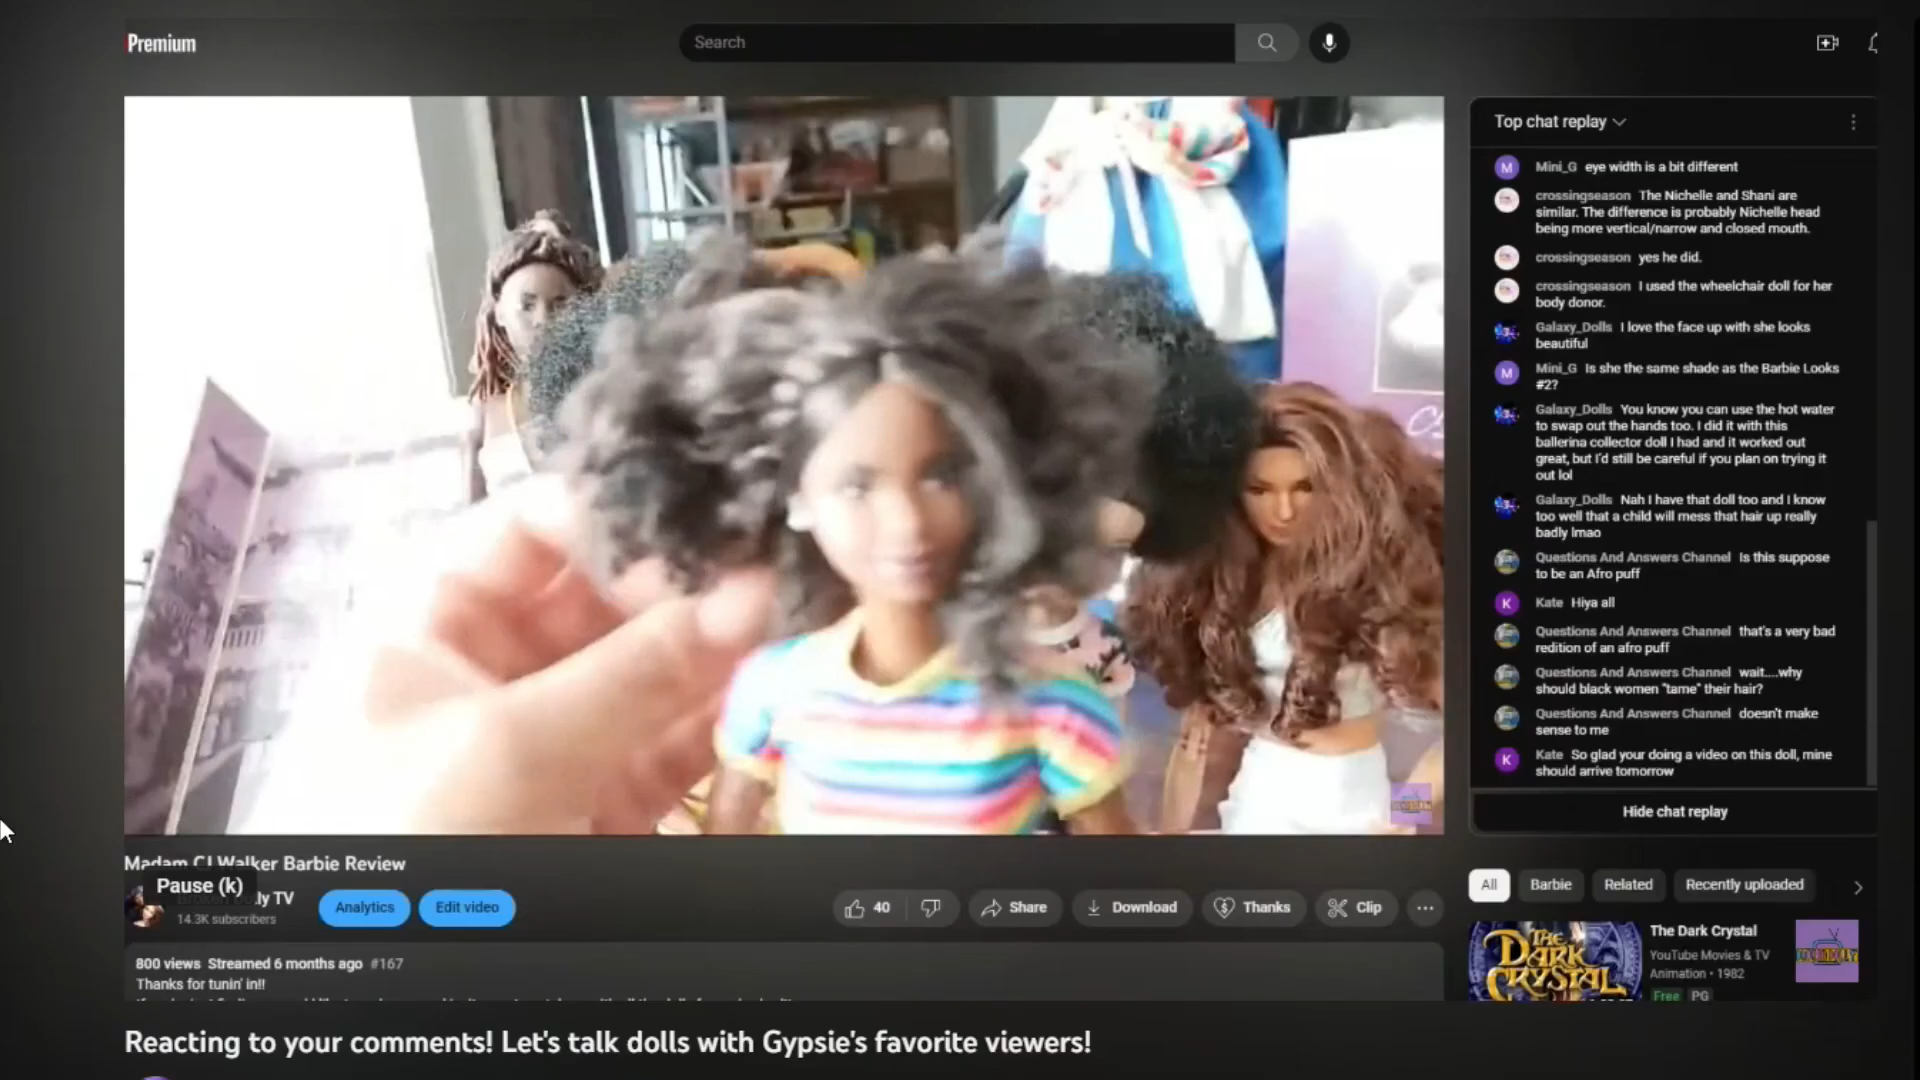 Premium
Search
Top chat replay
Mini_G eye width is a bit different
crossingseason The Nichelle and Shani are
similar. The difference is probably Nichelle head
being more vertical/narrow and closed mouth.
crossingseason yes he did.
crossingseason I used the wheelchair doll for her
body donor.
Galaxy_Dolls I love the face up with she looks
beautiful
Mini_G Is she the same shade as the Barbie Looks
#2?
Galaxy_Dolls You know you can use the hot water
to swap out the hands too. I did it with this
ballerina collector doll I had and it worked out
great, but I'd still be careful if you plan on trying it
out lol
Galaxy_Dolls Nah I have that doll too and I know
too well that a child will mess that hair up really
badly lmao
Questions And Answers Channel Is this suppose
to be an Afro puff
Kate Hiya all
Questions And Answers Channel that's a very bad
redition of an afro puff
Questions And Answers Channel wait....why
should black women "tame" their hair?
Questions And Answers Channel doesn't make
sense to me
Kate So glad your doing a video on this doll, mine
should arrive tomorrow
Hide chat replay
Madam CJ Walker Barbie Review
Pause (k)
ly TV
14.3K subscribers
Analytics
Edit video
40
Share
Download
Thanks
Clip
800 views Streamed 6 months ago #167
Thanks for tunin' in!!
All
Barbie
Related
Recently uploaded
THE
DARK
CRYSTAL
The Dark Crystal
YouTube Movies & TV
Animation • 1982
Free PG
Reacting to your comments! Let's talk dolls with Gypsie's favorite viewers!